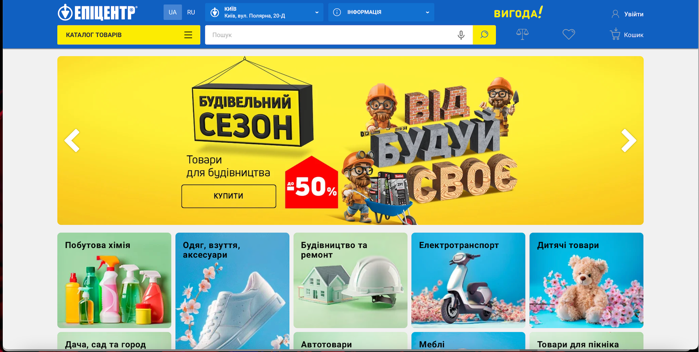 ЕПІЦЕНТР
UA RU
КИЇВ
Київ, вул. Полярна, 20-Д
ІНФОРМАЦІЯ
ВИГОДА!
Увійти
КАТАЛОГ ТОВАРІВ
Пошук
Кошик
БУДІВЕЛЬНИЙ
СЕЗОН
Товари
для будівництва
КУПИТИ
до
-50%
ВІД
БУДУЙ
СВОЄ
Побутова хімія
Одяг, взуття,
аксесуари
Будівництво та
ремонт
Електротранспорт
Дитячі товари
Дача, сад та город
Автотовари
Меблі
Товари для пікніка